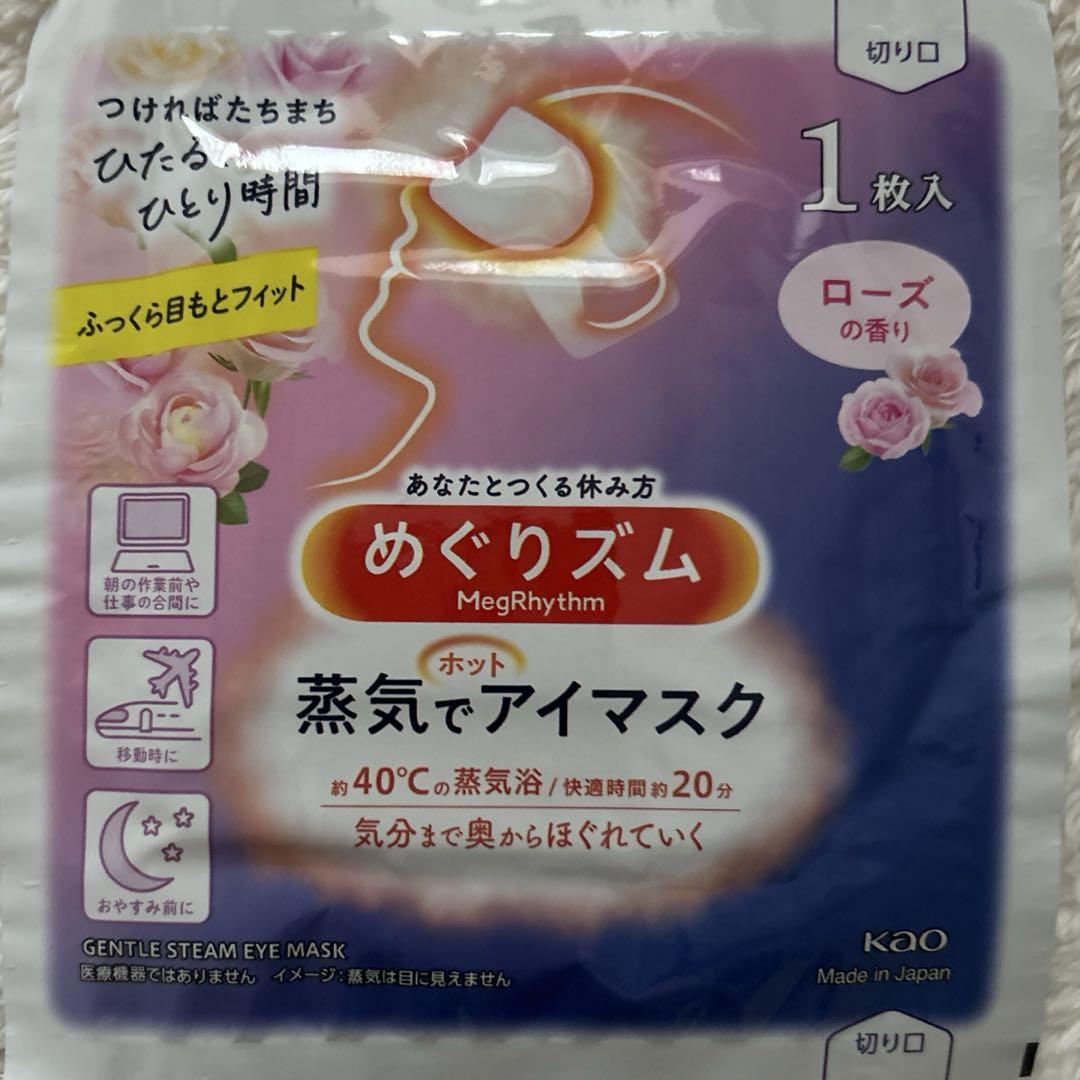 切り口
つければたちまち
ひたる
ひとり時間
1枚入
ふっくら目もとフィット
ローズ
の香り
あなたとつくる休み方
めぐりズム
MegRhythm
朝の作業前や
仕事の合間に
ホット
蒸気でアイマスク
移動時に
約40℃の蒸気浴/快適時間約20分
気分まで奥からほぐれていく
おやすみ前に
GENTLE STEAM EYE MASK
医療機器ではありません イメージ:蒸気は目に見えません
Kao
Made in Japan
切り口